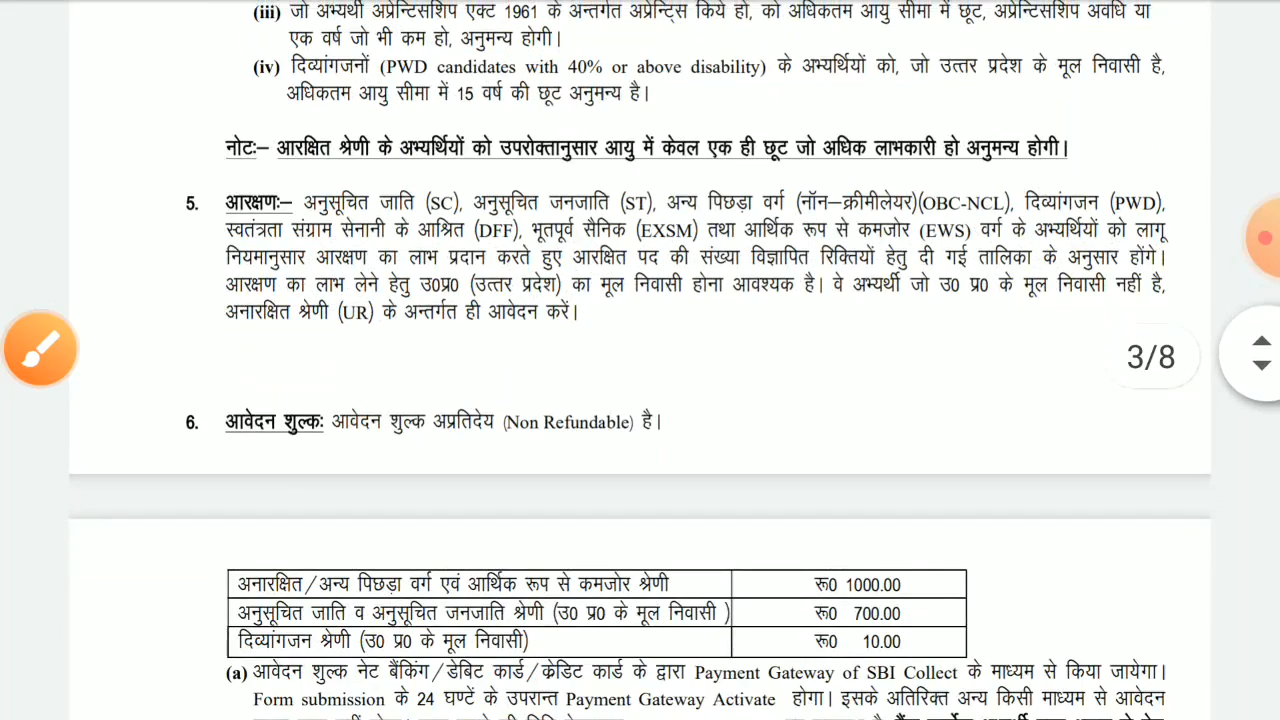 (iii) जो अभ्यर्थी अप्रेन्टिसशिप एक्ट 1961 के अन्तर्गत अप्रेन्ट्सि किये हो, को अधिकतम आयु सीमा में छूट, अप्रेन्टिसशिप अवधि या
एक वर्ष जो भी कम हो, अनुमन्य होगी।
(iv) दिव्यांगजनों (PWD candidates with 40% or above disability) के अभ्यर्थियों को, जो उत्तर प्रदेश के मूल निवासी है,
अधिकतम आयु सीमा में 15 वर्ष की छूट अनुमन्य है।
नोटः– आरक्षित श्रेणी के अभ्यर्थियों को उपरोक्तानुसार आयु में केवल एक ही छूट जो अधिक लाभकारी हो अनुमन्य होगी।
5. आरक्षणः– अनुसूचित जाति (SC), अनुसूचित जनजाति (ST), अन्य पिछड़ा वर्ग (नॉन–क्रीमीलेयर)(OBC-NCL), दिव्यांगजन (PWD),
स्वतंत्रता संग्राम सेनानी के आश्रित (DFF), भूतपूर्व सैनिक (EXSM) तथा आर्थिक रूप से कमजोर (EWS) वर्ग के अभ्यर्थियों को लागू
नियमानुसार आरक्षण का लाभ प्रदान करते हुए आरक्षित पद की संख्या विज्ञापित रिक्तियों हेतु दी गई तालिका के अनुसार होंगे।
आरक्षण का लाभ लेने हेतु उ0प्र0 (उत्तर प्रदेश) का मूल निवासी होना आवश्यक है। वे अभ्यर्थी जो उ0 प्र0 के मूल निवासी नहीं है,
अनारक्षित श्रेणी (UR) के अन्तर्गत ही आवेदन करें।
3/8
6. आवेदन शुल्कः आवेदन शुल्क अप्रतिदेय (Non Refundable) है।
अनारक्षित/अन्य पिछड़ा वर्ग एवं आर्थिक रूप से कमजोर श्रेणी रू0 1000.00
अनुसूचित जाति व अनुसूचित जनजाति श्रेणी (उ0 प्र0 के मूल निवासी ) रू0 700.00
दिव्यांगजन श्रेणी (उ0 प्र0 के मूल निवासी) रू0 10.00
(a) आवेदन शुल्क नेट बैंकिंग/डेबिट कार्ड/क्रेडिट कार्ड के द्वारा Payment Gateway of SBI Collect के माध्यम से किया जायेगा।
Form submission के 24 घण्टें के उपरान्त Payment Gateway Activate होगा। इसके अतिरिक्त अन्य किसी माध्यम से आवेदन